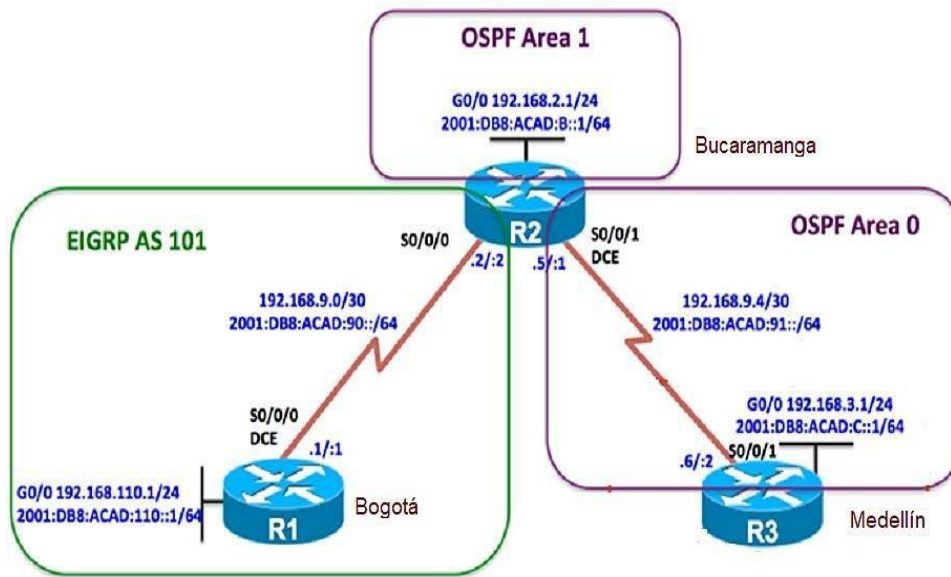 OSPF Area 1
G0/0 192.168.2.1/24
2001:DB8:ACAD:B::1/64
Bucaramanga
EIGRP AS 101
OSPF Area 0
R2
S0/0/0
S0/0/1
DCE
.2/:2
.5/:1
192.168.9.0/30
2001:DB8:ACAD:90::/64
192.168.9.4/30
2001:DB8:ACAD:91::/64
S0/0/0
DCE
.1/:1
G0/0 192.168.3.1/24
2001:DB8:ACAD:C::1/64
.6/:2
S0/0/1
G0/0 192.168.110.1/24
2001:DB8:ACAD:110::1/64
R1
Bogotá
R3
Medellín